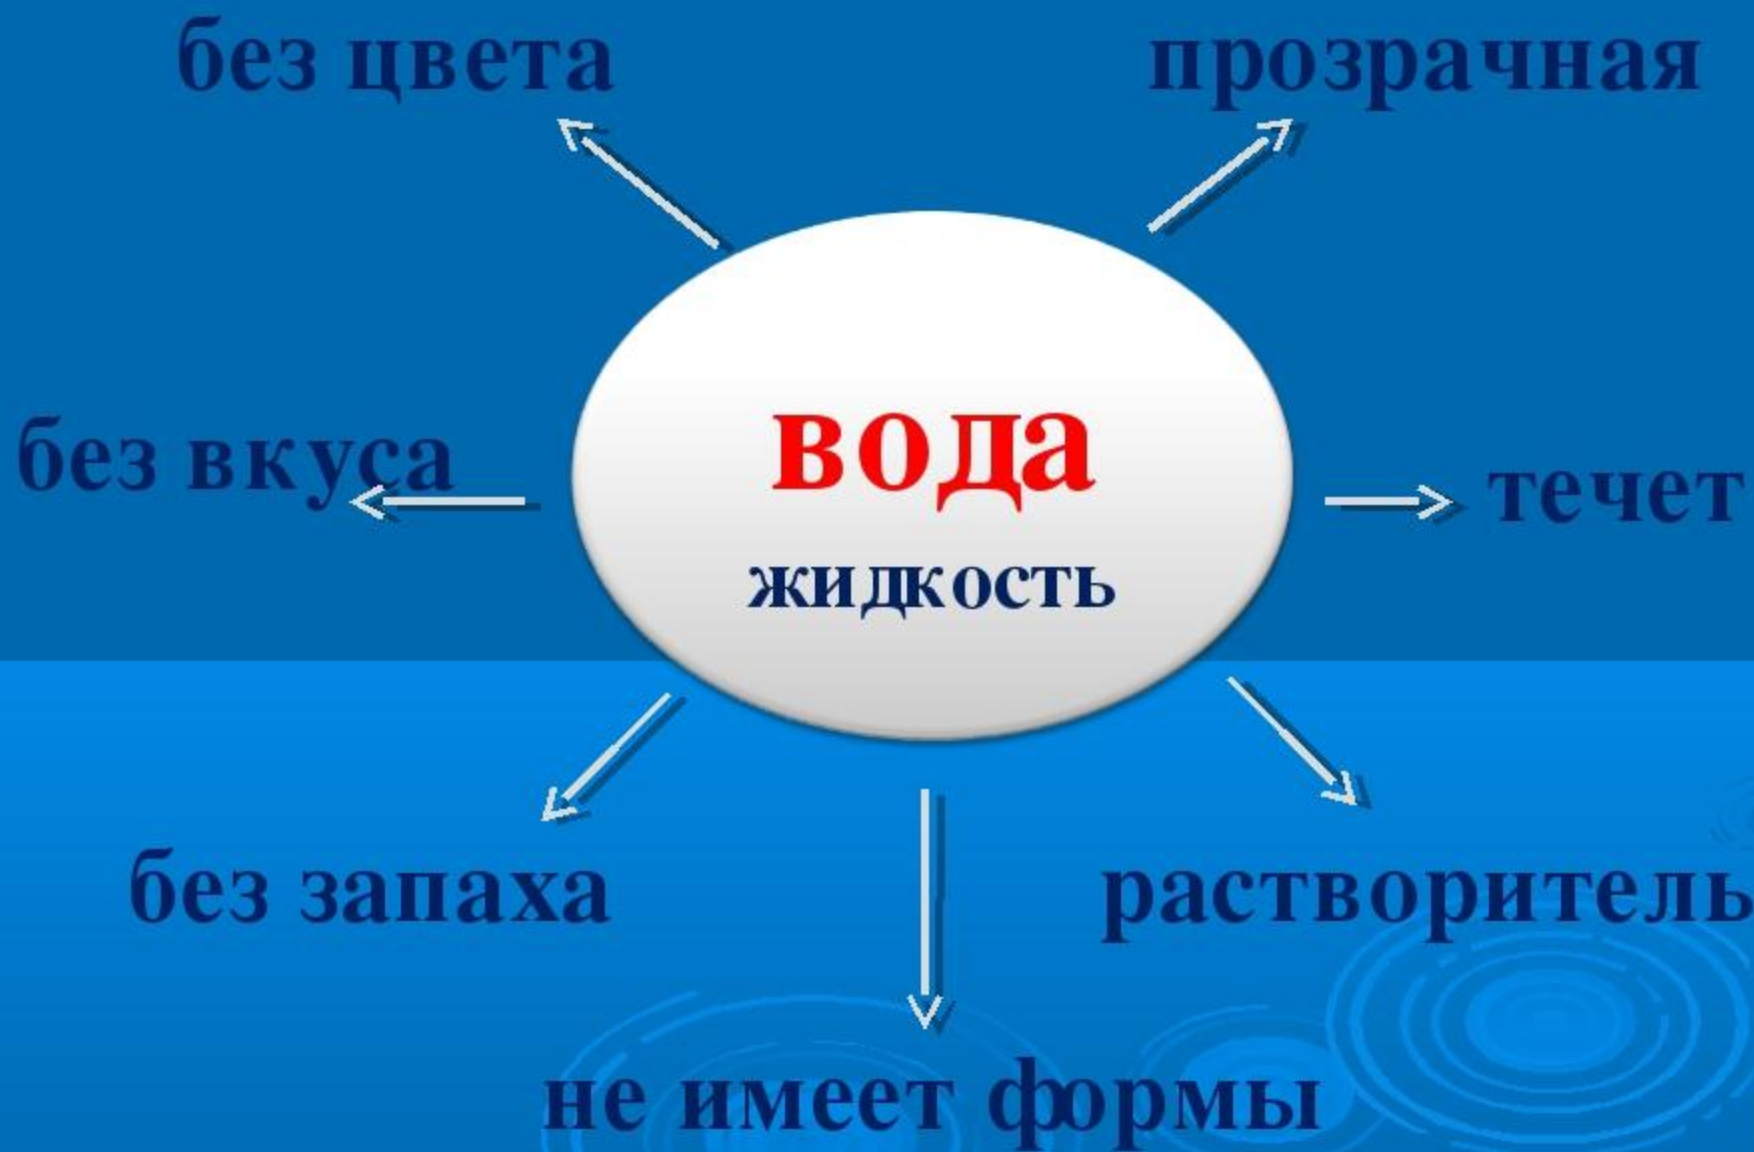 без цвета
прозрачная
вода
без вкуса
течет
жидкость
без запаха
растворитель
не имеет формы